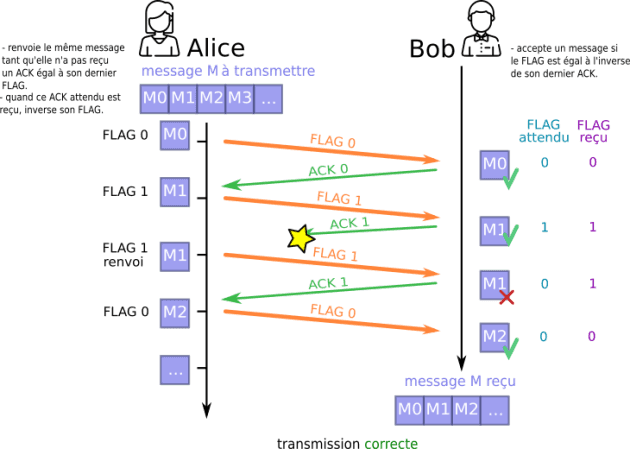 Alice
Bob
- renvoie le même message
tant qu'elle n'a pas reçu
un ACK égal à son dernier
FLAG.
- quand ce ACK attendu est
reçu, inverse son FLAG.
- accepte un message si
le FLAG est égal à l'inverse
de son dernier ACK.
message M à transmettre
M0 M1 M2 M3 ...
FLAG attendu
FLAG reçu
FLAG 0 M0
FLAG 0
M0 0 0
ACK 0
FLAG 1 M1
FLAG 1
ACK 1
M1 1 1
FLAG 1
renvoi
M1
FLAG 1
ACK 1
M1 0 1
FLAG 0 M2
FLAG 0
M2 0 0
...
message M reçu
M0 M1 M2 ...
transmission correcte